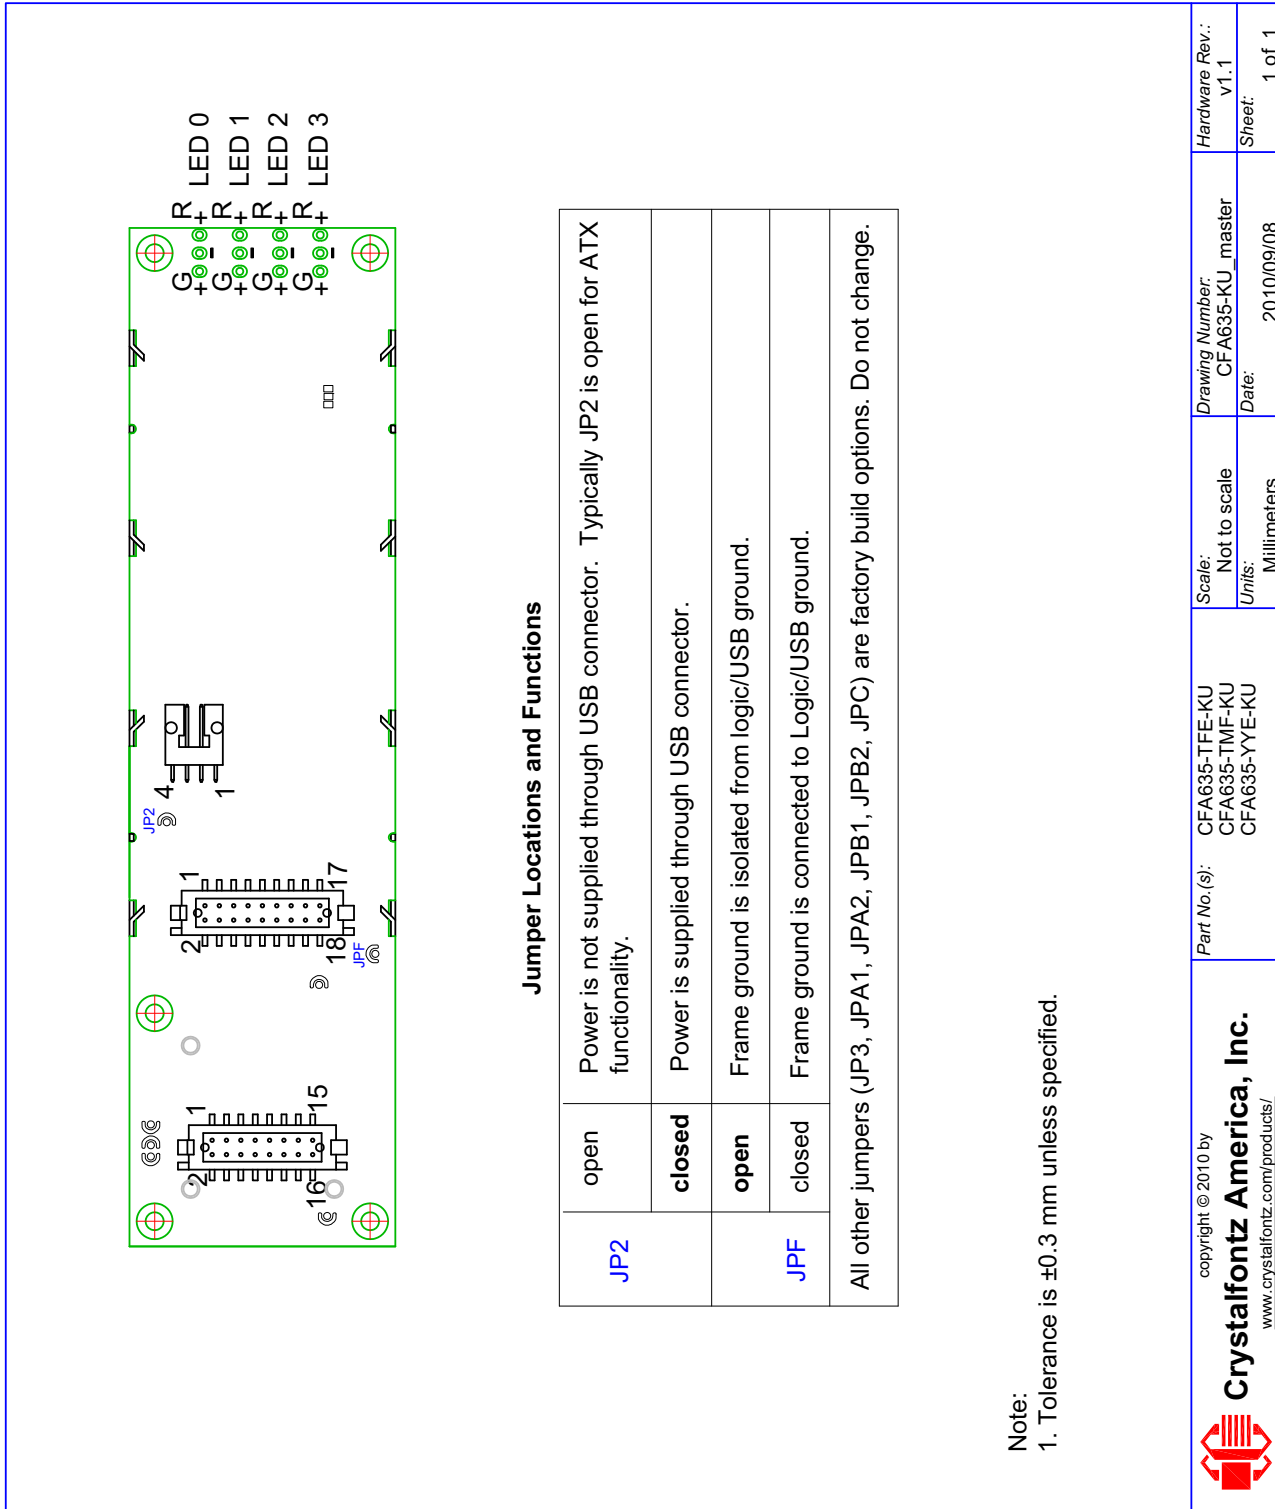 LED 0
LED 1
LED 2
LED 3
G R
+ - +
G R
+ - +
G R
+ - +
G R
+ - +
JP2
4
1
1
2
17
18
JPF
1
2
15
16
Jumper Locations and Functions
JP2
open
Power is not supplied through USB connector. Typically JP2 is open for ATX
functionality.
closed
Power is supplied through USB connector.
JPF
open
Frame ground is isolated from logic/USB ground.
closed
Frame ground is connected to Logic/USB ground.
All other jumpers (JP3, JPA1, JPA2, JPB1, JPB2, JPC) are factory build options. Do not change.
Note:
1. Tolerance is ±0.3 mm unless specified.
copyright © 2010 by
Crystalfontz America, Inc.
www.crystalfontz.com/products/
Part No.(s):
CFA635-TFE-KU
CFA635-TMF-KU
CFA635-YYE-KU
Scale:
Not to scale
Units:
Millimeters
Drawing Number:
CFA635-KU_master
Date:
2010/09/08
Hardware Rev.:
v1.1
Sheet:
1 of 1